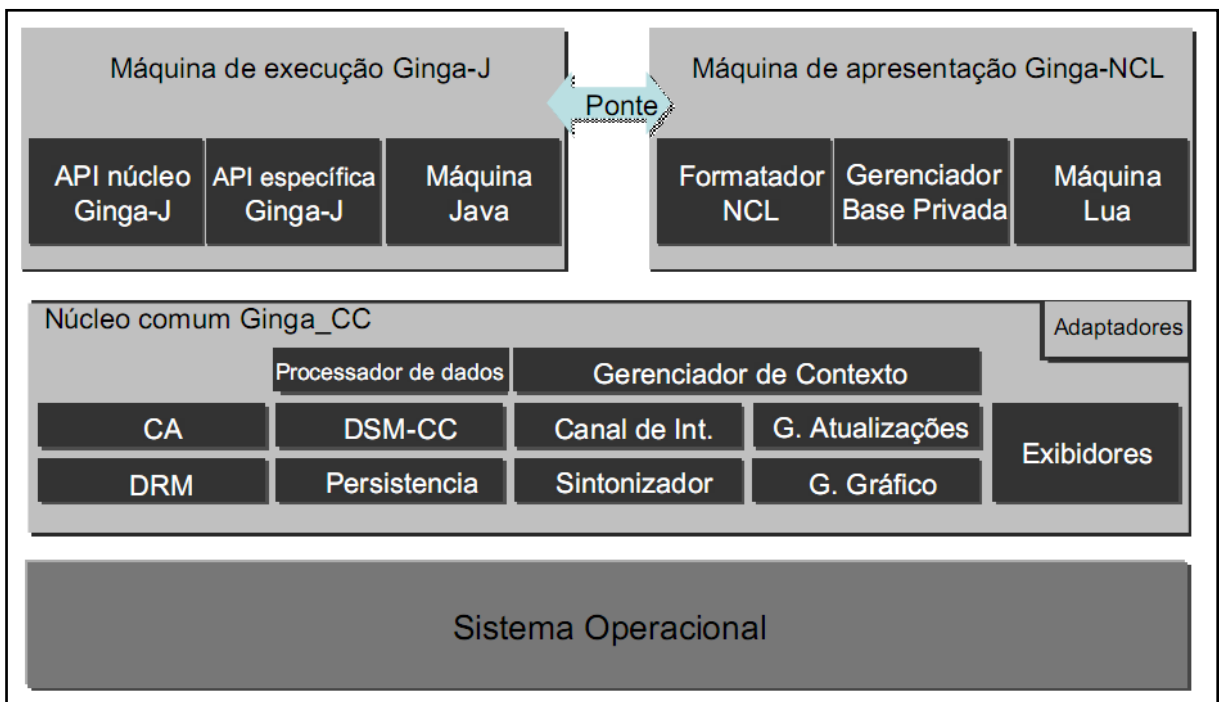 Máquina de execução Ginga-J
Máquina de apresentação Ginga-NCL
Ponte
API núcleo
Ginga-J
API específica
Ginga-J
Máquina
Java
Formatador
NCL
Gerenciador
Base Privada
Máquina
Lua
Núcleo comum Ginga_CC
Adaptadores
Processador de dados
Gerenciador de Contexto
CA
DSM-CC
Canal de Int.
G. Atualizações
Exibidores
DRM
Persistencia
Sintonizador
G. Gráfico
Sistema Operacional